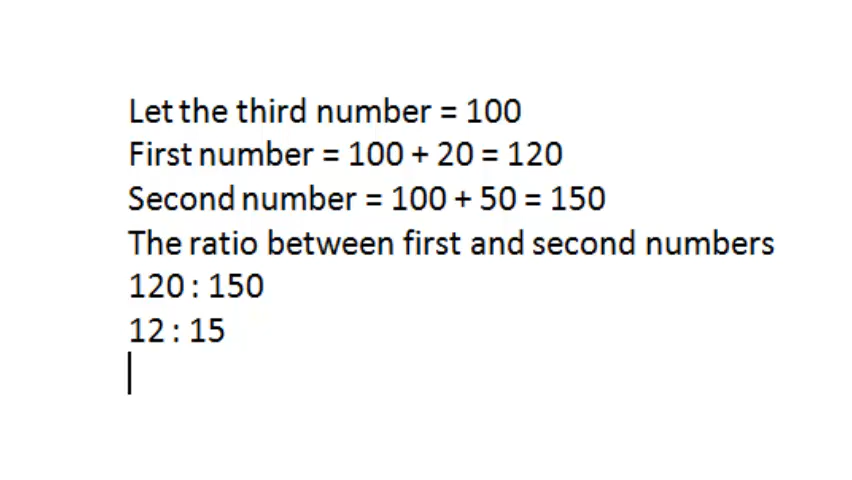 Let the third number = 100
First number = 100 + 20 = 120
Second number = 100 + 50 = 150
The ratio between first and second numbers
120 : 150
12 : 15